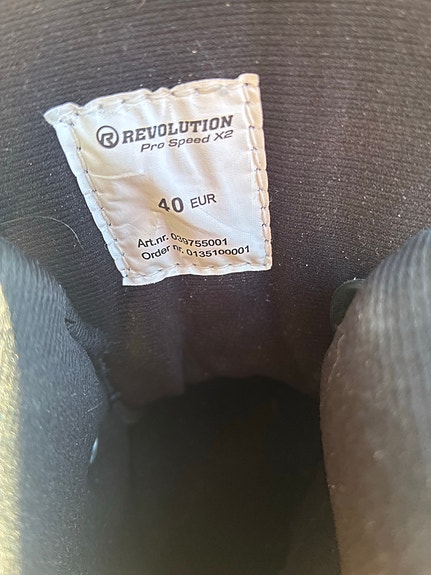 REVOLUTION
Pro Speed X2
40 EUR
Art.nr. 039755001
Order nr. 0135100001